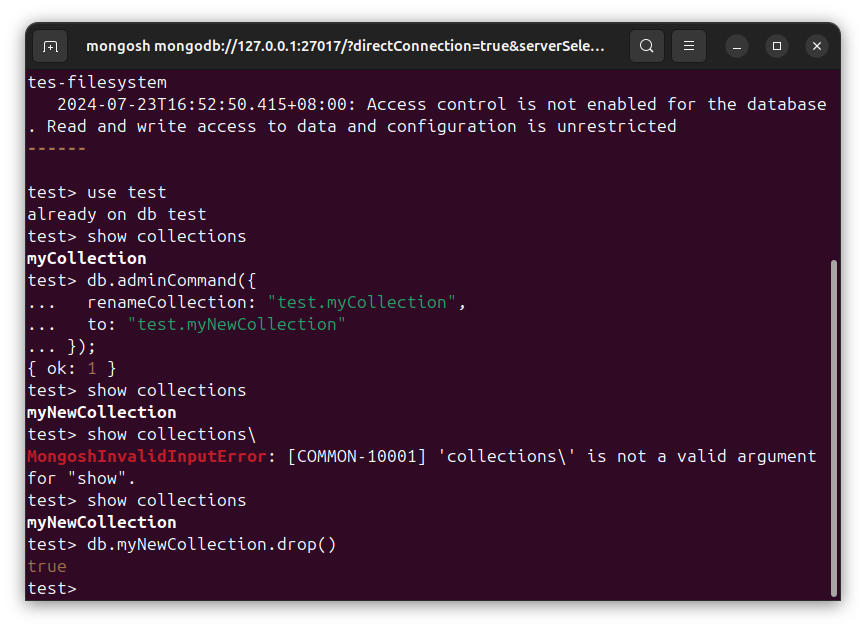 mongosh mongodb://127.0.0.1:27017/?directConnection=true&serverSele...
tes-filesystem
   2024-07-23T16:52:50.415+08:00: Access control is not enabled for the database
. Read and write access to data and configuration is unrestricted
------
test> use test
already on db test
test> show collections
myCollection
test> db.adminCommand({
...   renameCollection: "test.myCollection",
...   to: "test.myNewCollection"
... });
{ ok: 1 }
test> show collections
myNewCollection
test> show collections\
MongoshInvalidInputError: [COMMON-10001] 'collections\' is not a valid argument
for "show".
test> show collections
myNewCollection
test> db.myNewCollection.drop()
true
test>